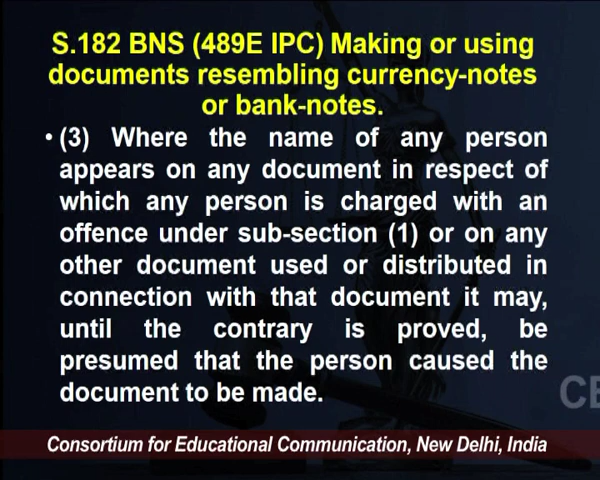 S.182 BNS (489E IPC) Making or using
documents resembling currency-notes
or bank-notes.
• (3) Where the name of any person
appears on any document in respect of
which any person is charged with an
offence under sub-section (1) or on any
other document used or distributed in
connection with that document it may,
until the contrary is proved, be
presumed that the person caused the
document to be made.
CE
Consortium for Educational Communication, New Delhi, India